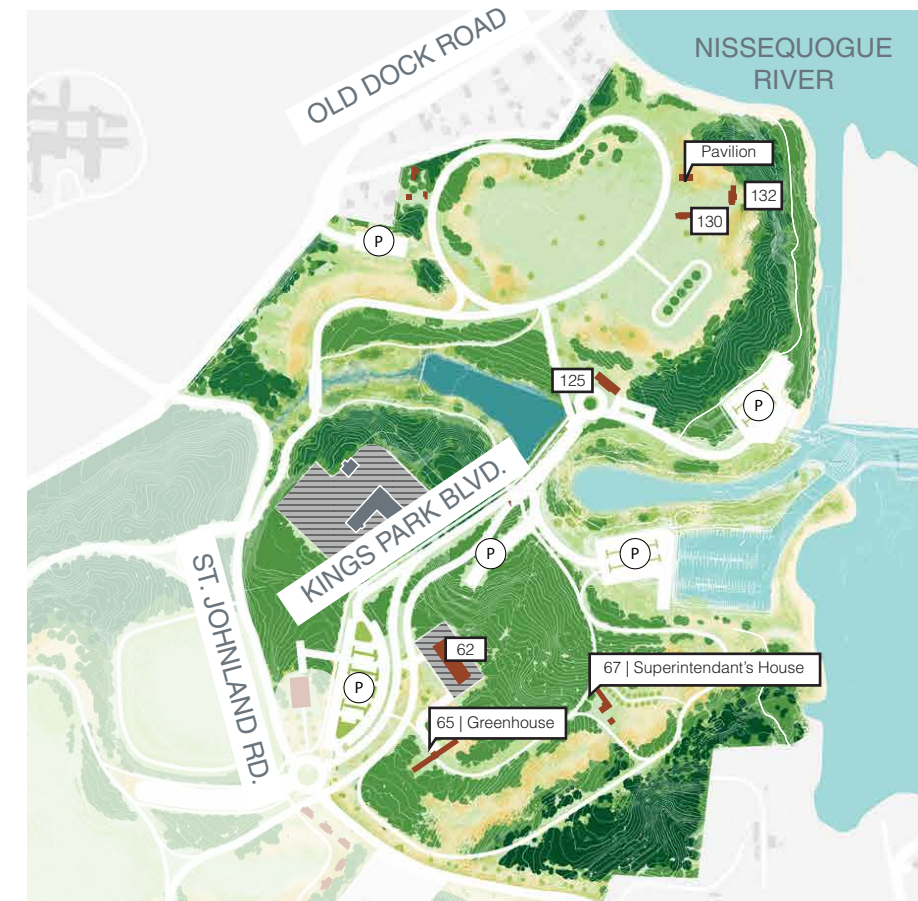 NISSEQUOGUE
RIVER
OLD DOCK ROAD
Pavilion
132
130
P
125
P
KINGS PARK BLVD.
P
P
ST. JOHNLAND RD.
62
67 | Superintendant's House
P
65 | Greenhouse